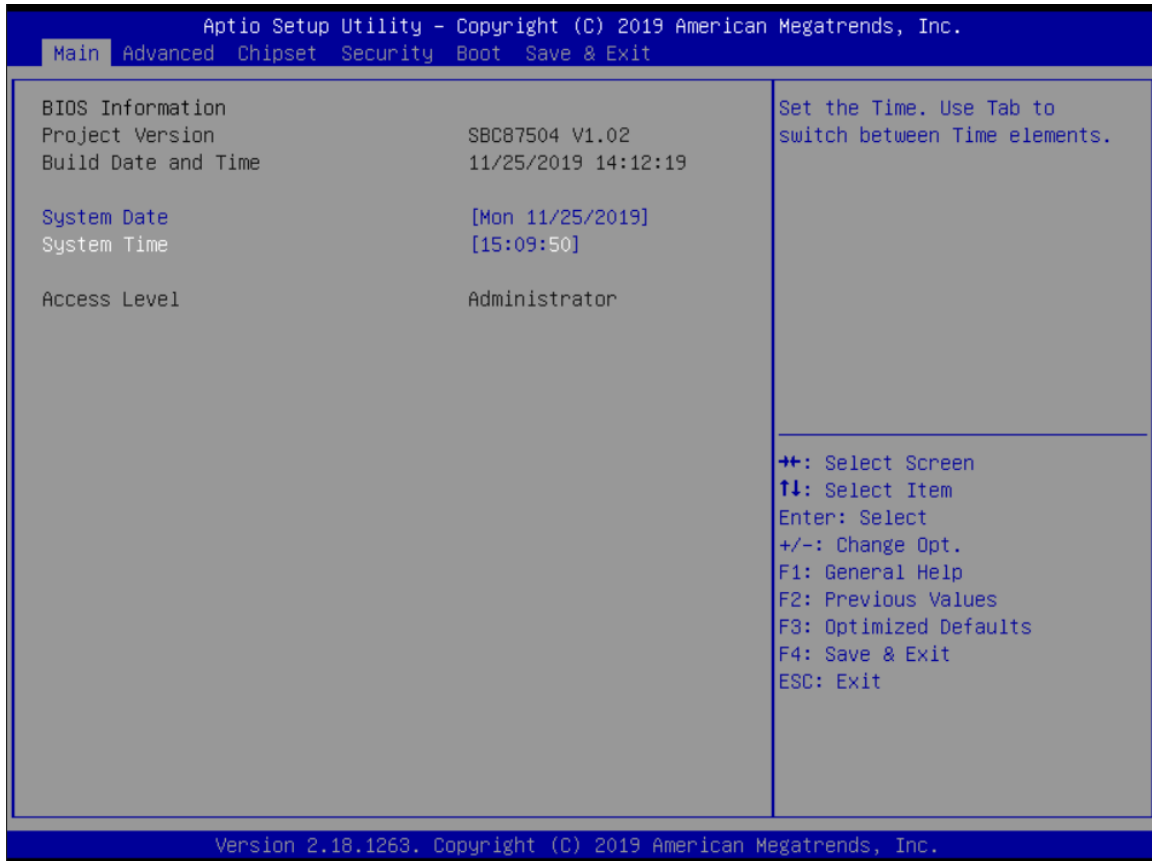 Aptio Setup Utility – Copyright (C) 2019 American Megatrends, Inc.
Main Advanced Chipset Security Boot Save & Exit
BIOS Information
Project Version SBC87504 V1.02
Build Date and Time 11/25/2019 14:12:19
System Date [Mon 11/25/2019]
System Time [15:09:50]
Access Level Administrator
Set the Time. Use Tab to
switch between Time elements.
→←: Select Screen
↑↓: Select Item
Enter: Select
+/-: Change Opt.
F1: General Help
F2: Previous Values
F3: Optimized Defaults
F4: Save & Exit
ESC: Exit
Version 2.18.1263. Copyright (C) 2019 American Megatrends, Inc.